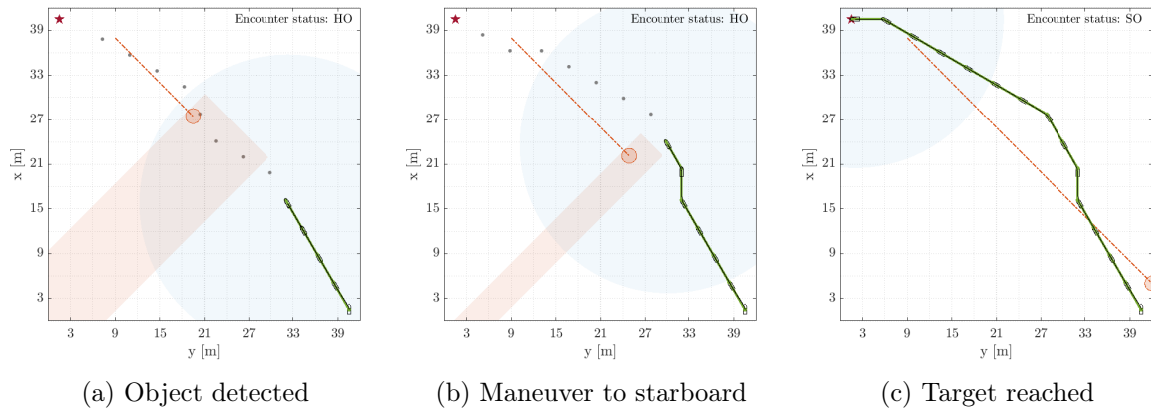 Encounter status: HO
39
33
27
21
15
9
3
x [m]
3 9 15 21 27 33 39
y [m]
(a) Object detected
Encounter status: HO
39
33
27
21
15
9
3
x [m]
3 9 15 21 27 33 39
y [m]
(b) Maneuver to starboard
Encounter status: SO
39
33
27
21
15
9
3
x [m]
3 9 15 21 27 33 39
y [m]
(c) Target reached